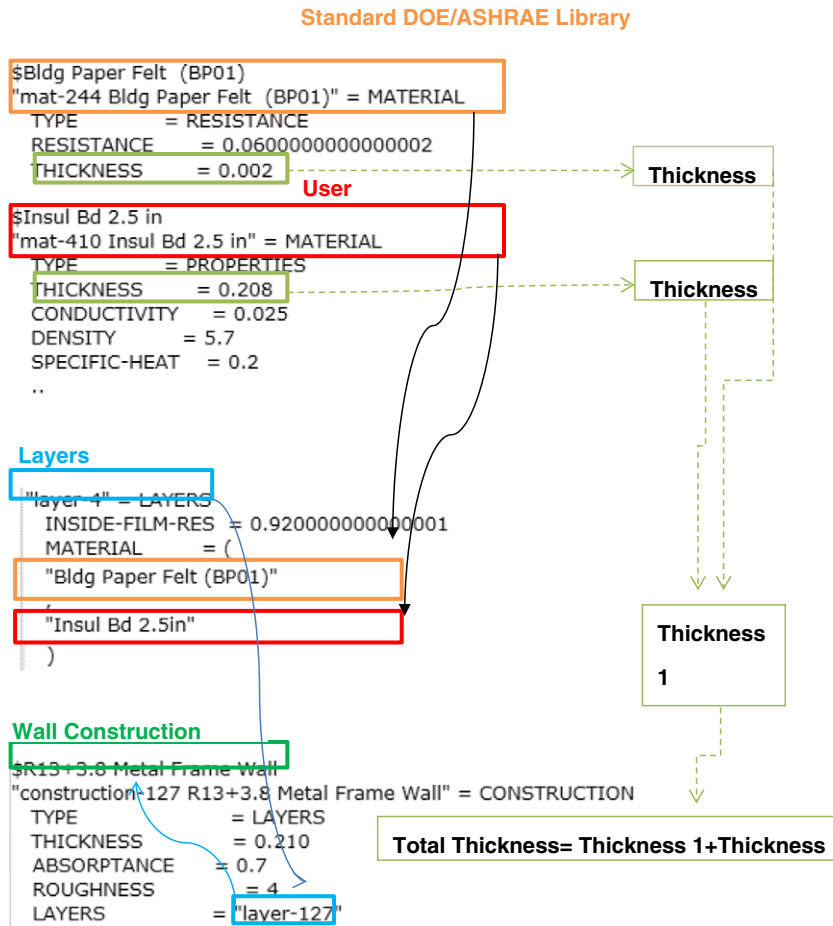 Standard DOE/ASHRAE Library
$Bldg Paper Felt (BP01)
"mat-244 Bldg Paper Felt (BP01)" = MATERIAL
TYPE = RESISTANCE
RESISTANCE = 0.0600000000000002
THICKNESS = 0.002
Thickness
User
$Insul Bd 2.5 in
"mat-410 Insul Bd 2.5 in" = MATERIAL
TYPE = PROPERTIES
THICKNESS = 0.208
Thickness
CONDUCTIVITY = 0.025
DENSITY = 5.7
SPECIFIC-HEAT = 0.2
..
Layers
"layer-4" = LAYERS
INSIDE-FILM-RES = 0.920000000000001
MATERIAL = (
"Bldg Paper Felt (BP01)"
,
"Insul Bd 2.5in"
)
Thickness
1
Wall Construction
$R13+3.8 Metal Frame Wall
"construction-127 R13+3.8 Metal Frame Wall" = CONSTRUCTION
TYPE = LAYERS
THICKNESS = 0.210
ABSORPTANCE = 0.7
ROUGHNESS = 4
LAYERS = "layer-127"
Total Thickness= Thickness 1+Thickness